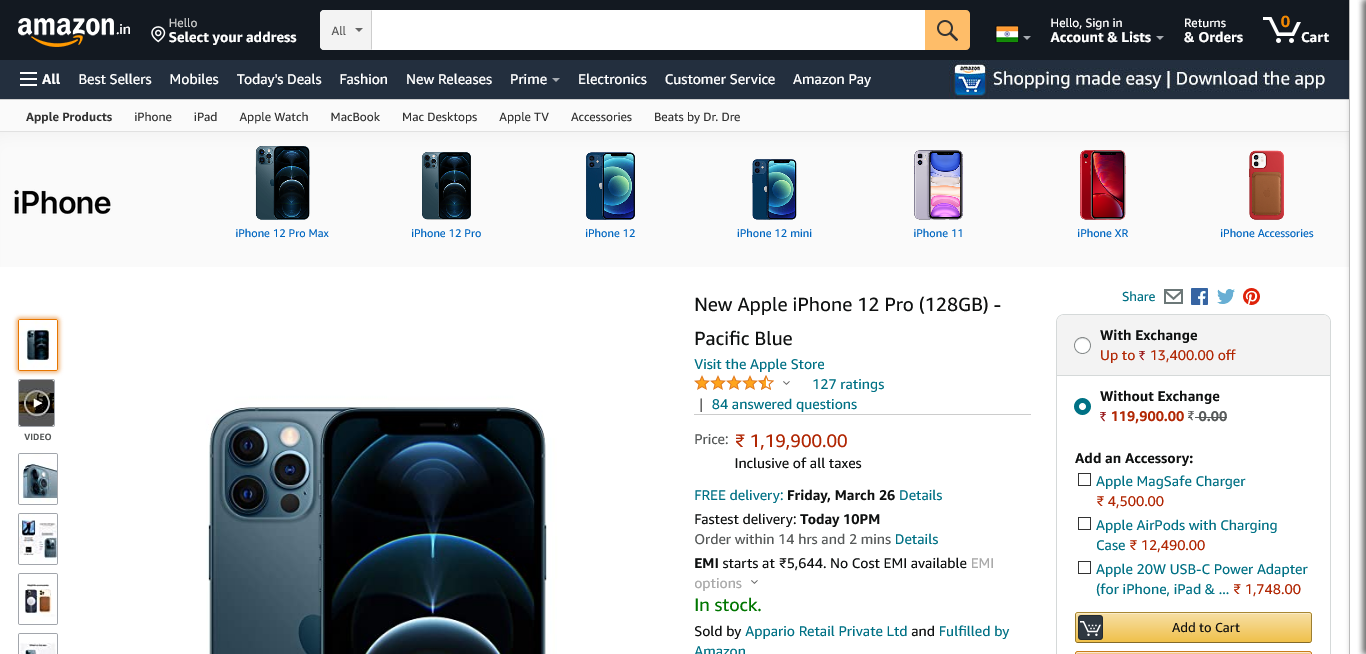 amazon.in
Hello
Select your address
All
Hello, Sign in
Account & Lists
Returns
& Orders
0
Cart
All
Best Sellers
Mobiles
Today's Deals
Fashion
New Releases
Prime
Electronics
Customer Service
Amazon Pay
amazon
Shopping made easy | Download the app
Apple Products
iPhone
iPad
Apple Watch
MacBook
Mac Desktops
Apple TV
Accessories
Beats by Dr. Dre
iPhone
iPhone 12 Pro Max
iPhone 12 Pro
iPhone 12
iPhone 12 mini
iPhone 11
iPhone XR
iPhone Accessories
VIDEO
New Apple iPhone 12 Pro (128GB) -
Pacific Blue
Visit the Apple Store
127 ratings
| 84 answered questions
Price: ₹ 1,19,900.00
Inclusive of all taxes
FREE delivery: Friday, March 26 Details
Fastest delivery: Today 10PM
Order within 14 hrs and 2 mins Details
EMI starts at ₹5,644. No Cost EMI available EMI
options
In stock.
Sold by Appario Retail Private Ltd and Fulfilled by
Amazon.
Share
With Exchange
Up to ₹ 13,400.00 off
Without Exchange
₹ 119,900.00 ₹ 0.00
Add an Accessory:
Apple MagSafe Charger
₹ 4,500.00
Apple AirPods with Charging
Case ₹ 12,490.00
Apple 20W USB-C Power Adapter
(for iPhone, iPad & ... ₹ 1,748.00
Add to Cart